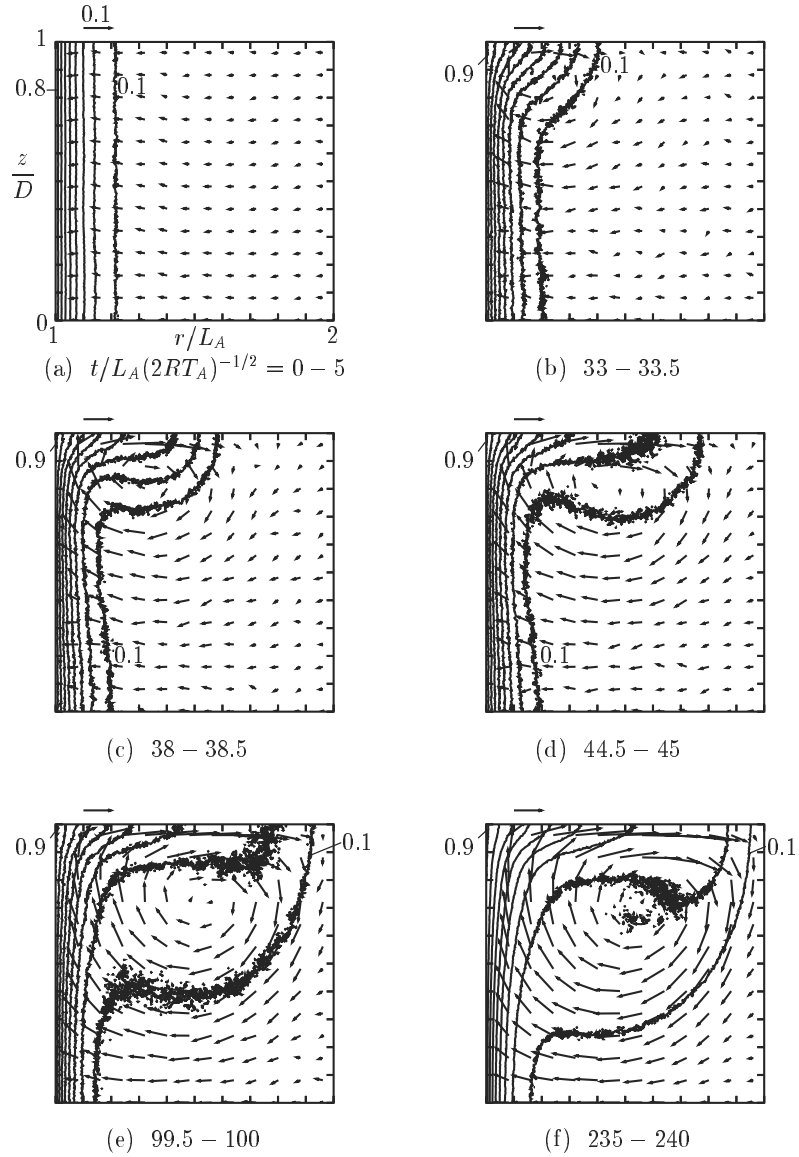 0.1
1
0.8
0.1
z/D
0
1
r/L_A
2
(a) t/L_A(2RT_A)^{-1/2} = 0 – 5
0.9
0.1
(b) 33 – 33.5
0.9
0.1
(c) 38 – 38.5
0.9
0.1
(d) 44.5 – 45
0.9
0.1
(e) 99.5 – 100
0.9
0.1
(f) 235 – 240